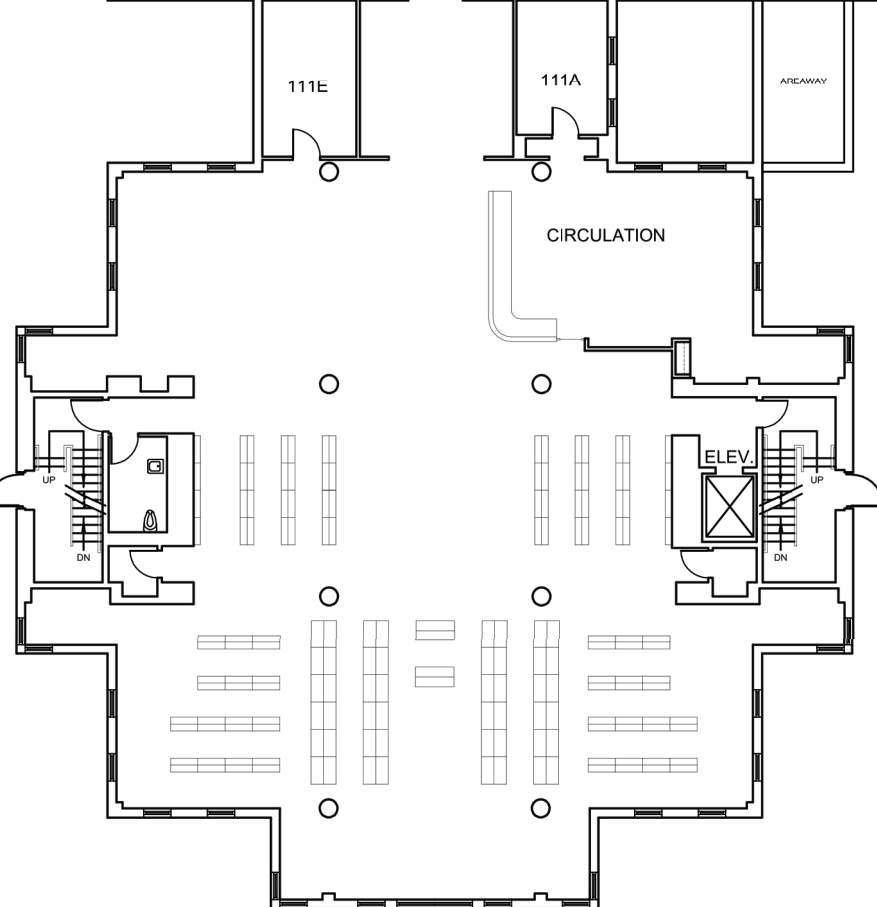 111E
111A
AREAWAY
CIRCULATION
ELEV.
UP
UP
DN
DN